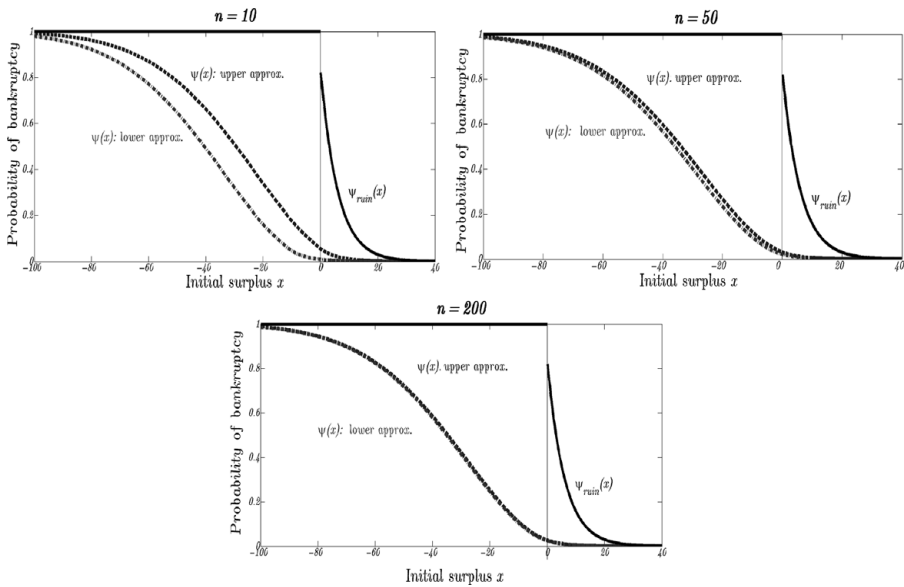 n = 10
Probability of bankruptcy
1
0.8
0.6
0.4
0.2
0
ψ(x): upper approx.
ψ(x): lower approx.
Ψruin(x)
-100 -80 -60 -40 -20 0 20 40
Initial surplus x
n = 50
Probability of bankruptcy
1
0.8
0.6
0.4
0.2
0
ψ(x). upper approx.
ψ(x): lower approx.
Ψruin(x)
-100 -80 -60 -40 -20 0 20 40
Initial surplus x
n = 200
Probability of bankruptcy
1
0.8
0.6
0.4
0.2
0
ψ(x). upper approx.
ψ(x): lower approx.
Ψruin(x)
-100 -80 -60 -40 -20 0 20 40
Initial surplus x